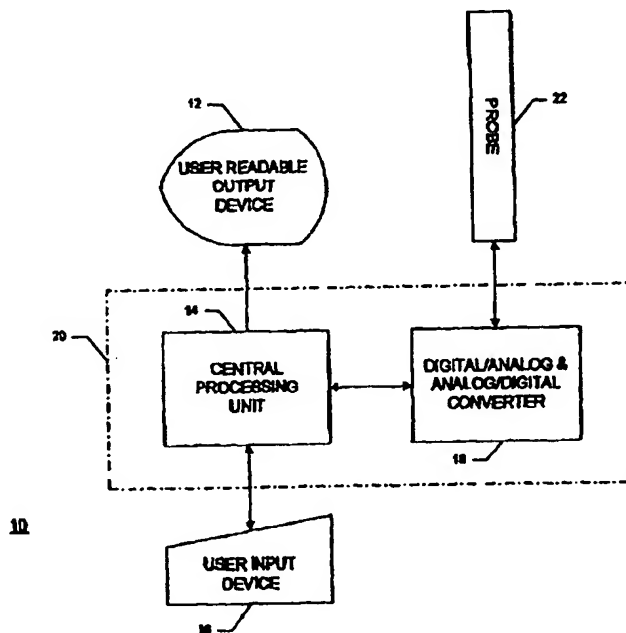 12
USER READABLE
OUTPUT
DEVICE
PROBE
22
20
14
CENTRAL
PROCESSING
UNIT
DIGITAL/ANALOG &
ANALOG/DIGITAL
CONVERTER
18
10
USER INPUT
DEVICE
16